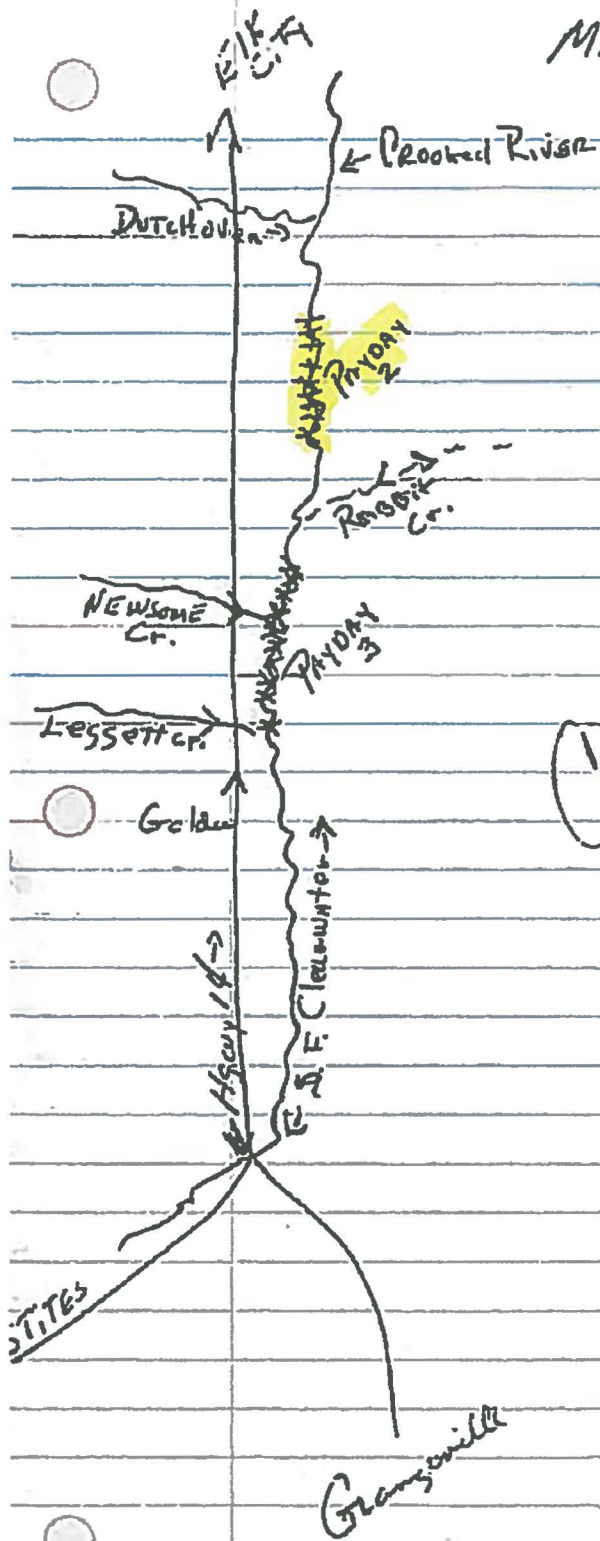 ELK
CITY
M.
← CROOKED RIVER
DUTCH OVEN →
PAYDAY
2
RABBIT
Cr.
NEWSOME
Cr.
PAYDAY
3
Leggett cr.
Golden
← Hgwy 14 →
← S. F. Clearwater →
STITES
Grangeville